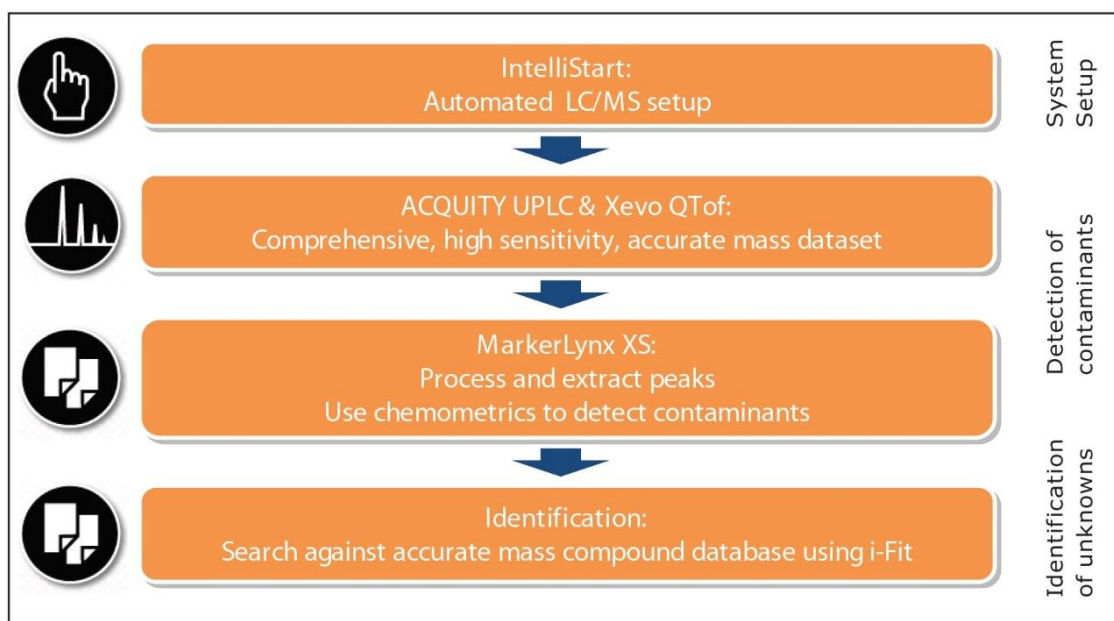 IntelliStart:
Automated LC/MS setup
System
Setup
ACQUITY UPLC & Xevo QTof:
Comprehensive, high sensitivity, accurate mass dataset
MarkerLynx XS:
Process and extract peaks
Use chemometrics to detect contaminants
Detection of
contaminants
Identification:
Search against accurate mass compound database using i-Fit
Identification
of unknowns